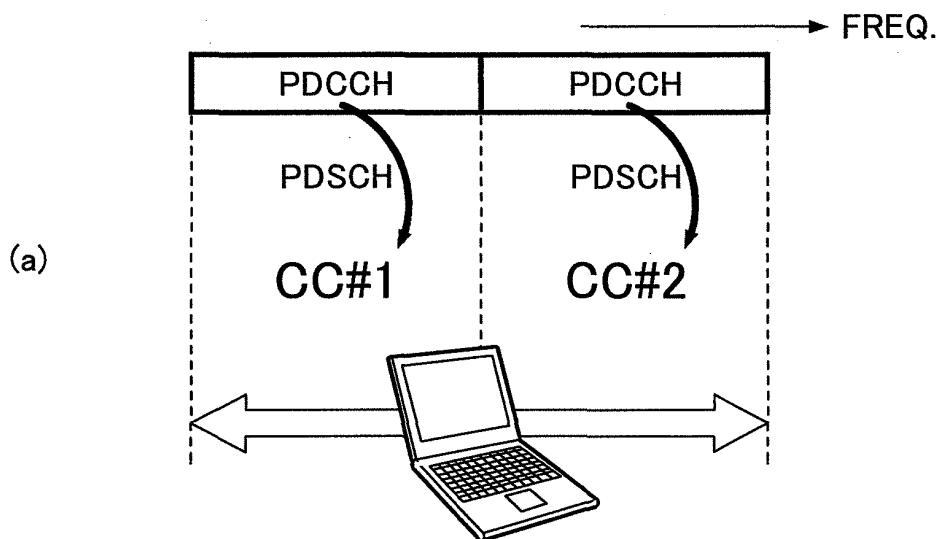 FREQ.
PDCCH PDCCH
PDSCH PDSCH
(a)
CC#1 CC#2